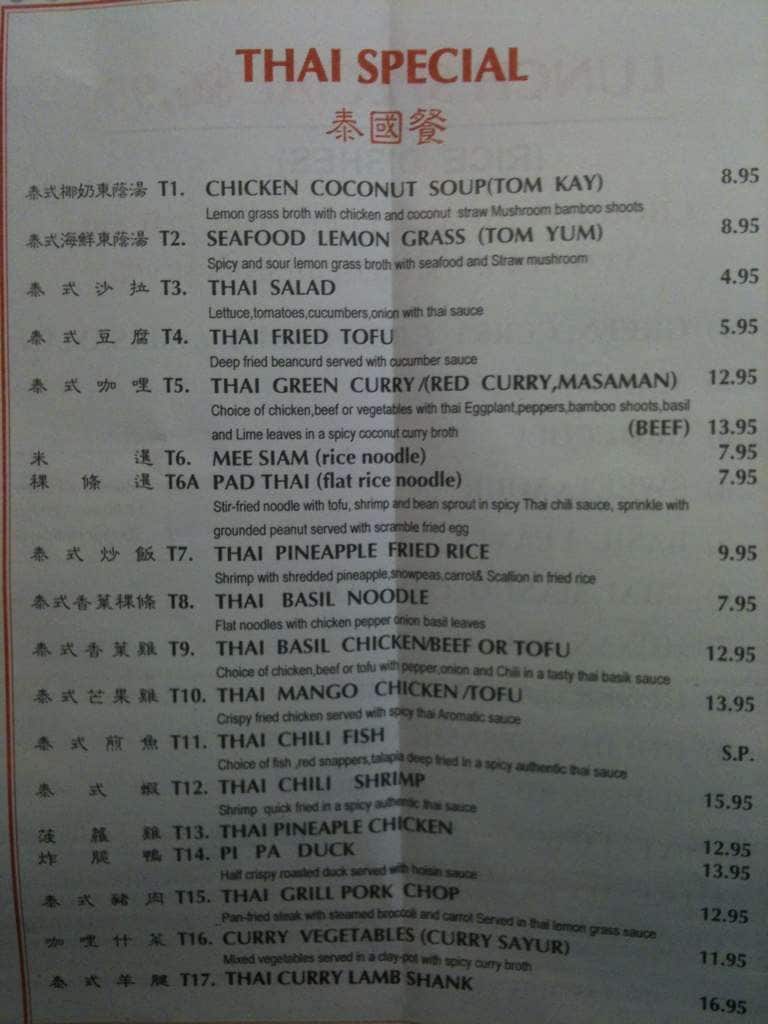 THAI SPECIAL
泰國餐
泰式椰奶東蔭湯 T1. CHICKEN COCONUT SOUP(TOM KAY) 8.95
Lemon grass broth with chicken and coconut straw Mushroom bamboo shoots
泰式海鮮東蔭湯 T2. SEAFOOD LEMON GRASS (TOM YUM) 8.95
Spicy and sour lemon grass broth with seafood and Straw mushroom
泰式沙拉 T3. THAI SALAD 4.95
Lettuce,tomatoes,cucumbers,onion with thai sauce
泰式豆腐 T4. THAI FRIED TOFU 5.95
Deep fried beancurd served with cucumber sauce
泰式咖哩 T5. THAI GREEN CURRY/(RED CURRY,MASAMAN) 12.95
Choice of chicken,beef or vegetables with thai Eggplant,peppers,bamboo shoots,basil
and Lime leaves in a spicy coconut curry broth (BEEF) 13.95
米暹 T6. MEE SIAM (rice noodle) 7.95
粿條暹 T6A PAD THAI (flat rice noodle) 7.95
Stir-fried noodle with tofu, shrimp and bean sprout in spicy Thai chili sauce, sprinkle with
grounded peanut served with scramble fried egg
泰式炒飯 T7. THAI PINEAPPLE FRIED RICE 9.95
Shrimp with shredded pineapple,snowpeas,carrot& Scallion in fried rice
泰式香葉粿條 T8. THAI BASIL NOODLE 7.95
Flat noodles with chicken pepper onion basil leaves
泰式香葉雞 T9. THAI BASIL CHICKEN/BEEF OR TOFU 12.95
Choice of chicken,beef or tofu with pepper,onion and Chili in a tasty thai basik sauce
泰式芒果雞 T10. THAI MANGO CHICKEN /TOFU 13.95
Crispy fried chicken served with spicy thai Aromatic sauce
泰式煎魚 T11. THAI CHILI FISH S.P.
Choice of fish ,red snappers,talapia deep fried in a spicy authentic thai sauce
泰式蝦 T12. THAI CHILI SHRIMP 15.95
Shrimp quick fried in a spicy authentic thai sauce
菠蘿雞 T13. THAI PINEAPLE CHICKEN 12.95
炸腿鴨 T14. PI PA DUCK 13.95
Half crispy roasted duck served with hoisin sauce
泰式豬肉 T15. THAI GRILL PORK CHOP 12.95
Pan-fried steak with steamed broccoli and carrot Served in thai lemon grass sauce
咖哩什菜 T16. CURRY VEGETABLES (CURRY SAYUR) 11.95
Mixed vegetables served in a clay-pot with spicy curry broth
泰式羊腿 T17. THAI CURRY LAMB SHANK 16.95